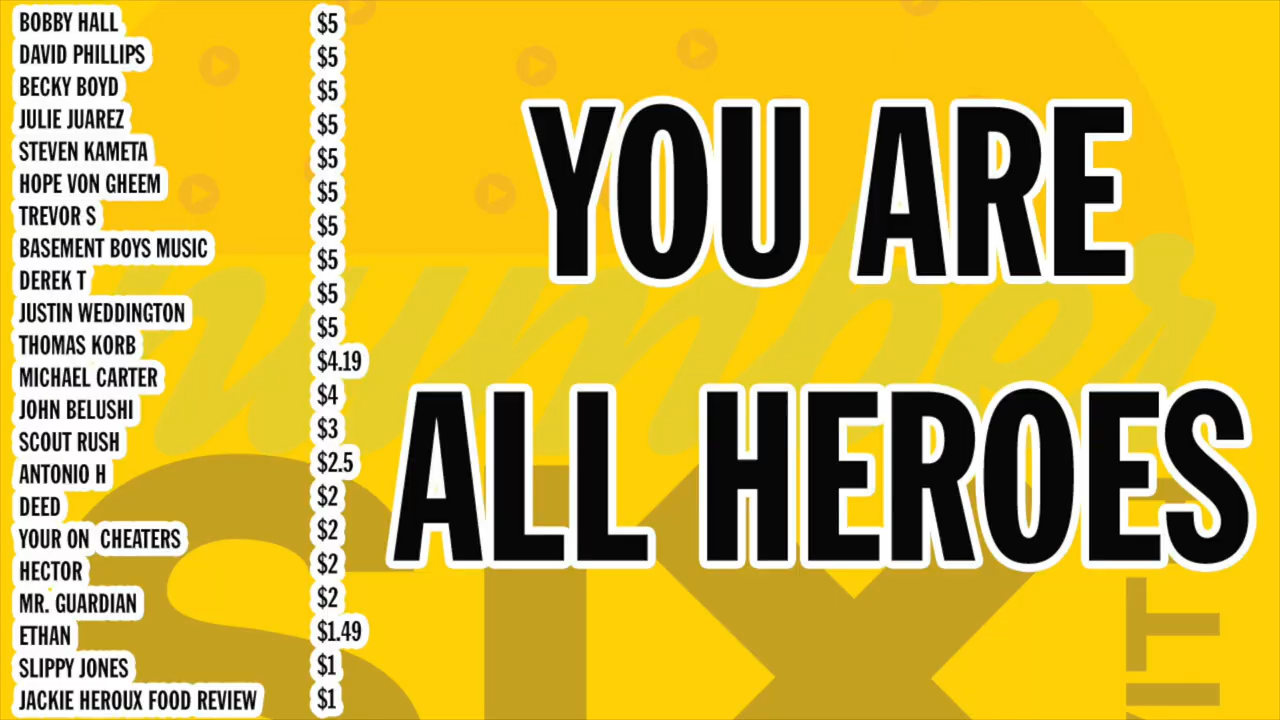 BOBBY HALL
DAVID PHILLIPS
BECKY BOYD
JULIE JUAREZ
STEVEN KAMETA
HOPE VON GHEEM
TREVOR S
BASEMENT BOYS MUSIC
DEREK T
JUSTIN WEDDINGTON
THOMAS KORB
MICHAEL CARTER
JOHN BELUSHI
SCOUT RUSH
ANTONIO H
DEED
YOUR ON CHEATERS
HECTOR
MR. GUARDIAN
ETHAN
SLIPPY JONES
JACKIE HEROUX FOOD REVIEW
$5
$5
$5
$5
$5
$5
$5
$5
$5
$5
$4.19
$4
$3
$2.5
$2
$2
$2
$2
$1.49
$1
$1
YOU ARE
ALL HEROES
number
SIX